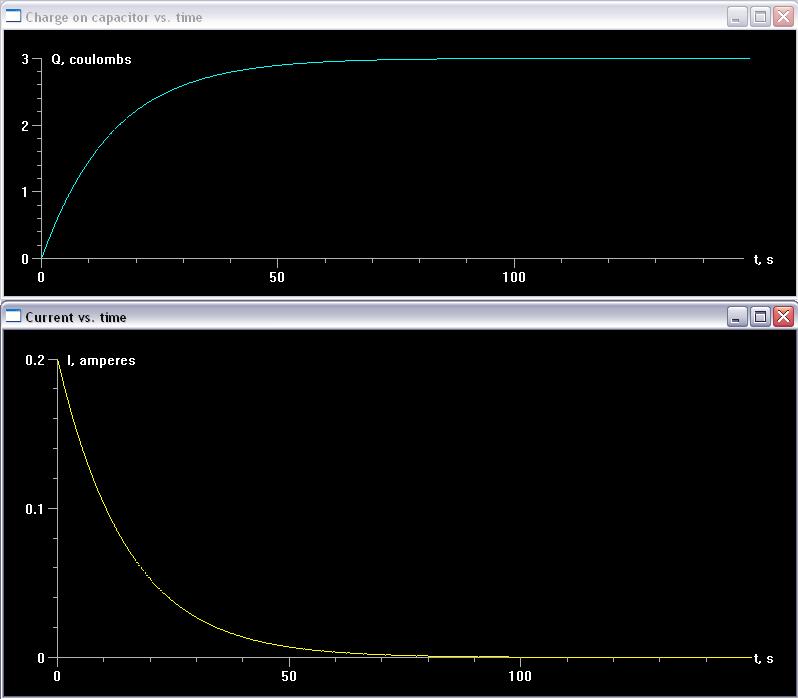 Charge on capacitor vs. time
3 Q, coulombs
2
1
0
t, s
0 50 100
Current vs. time
0.2 I, amperes
0.1
0
t, s
0 50 100